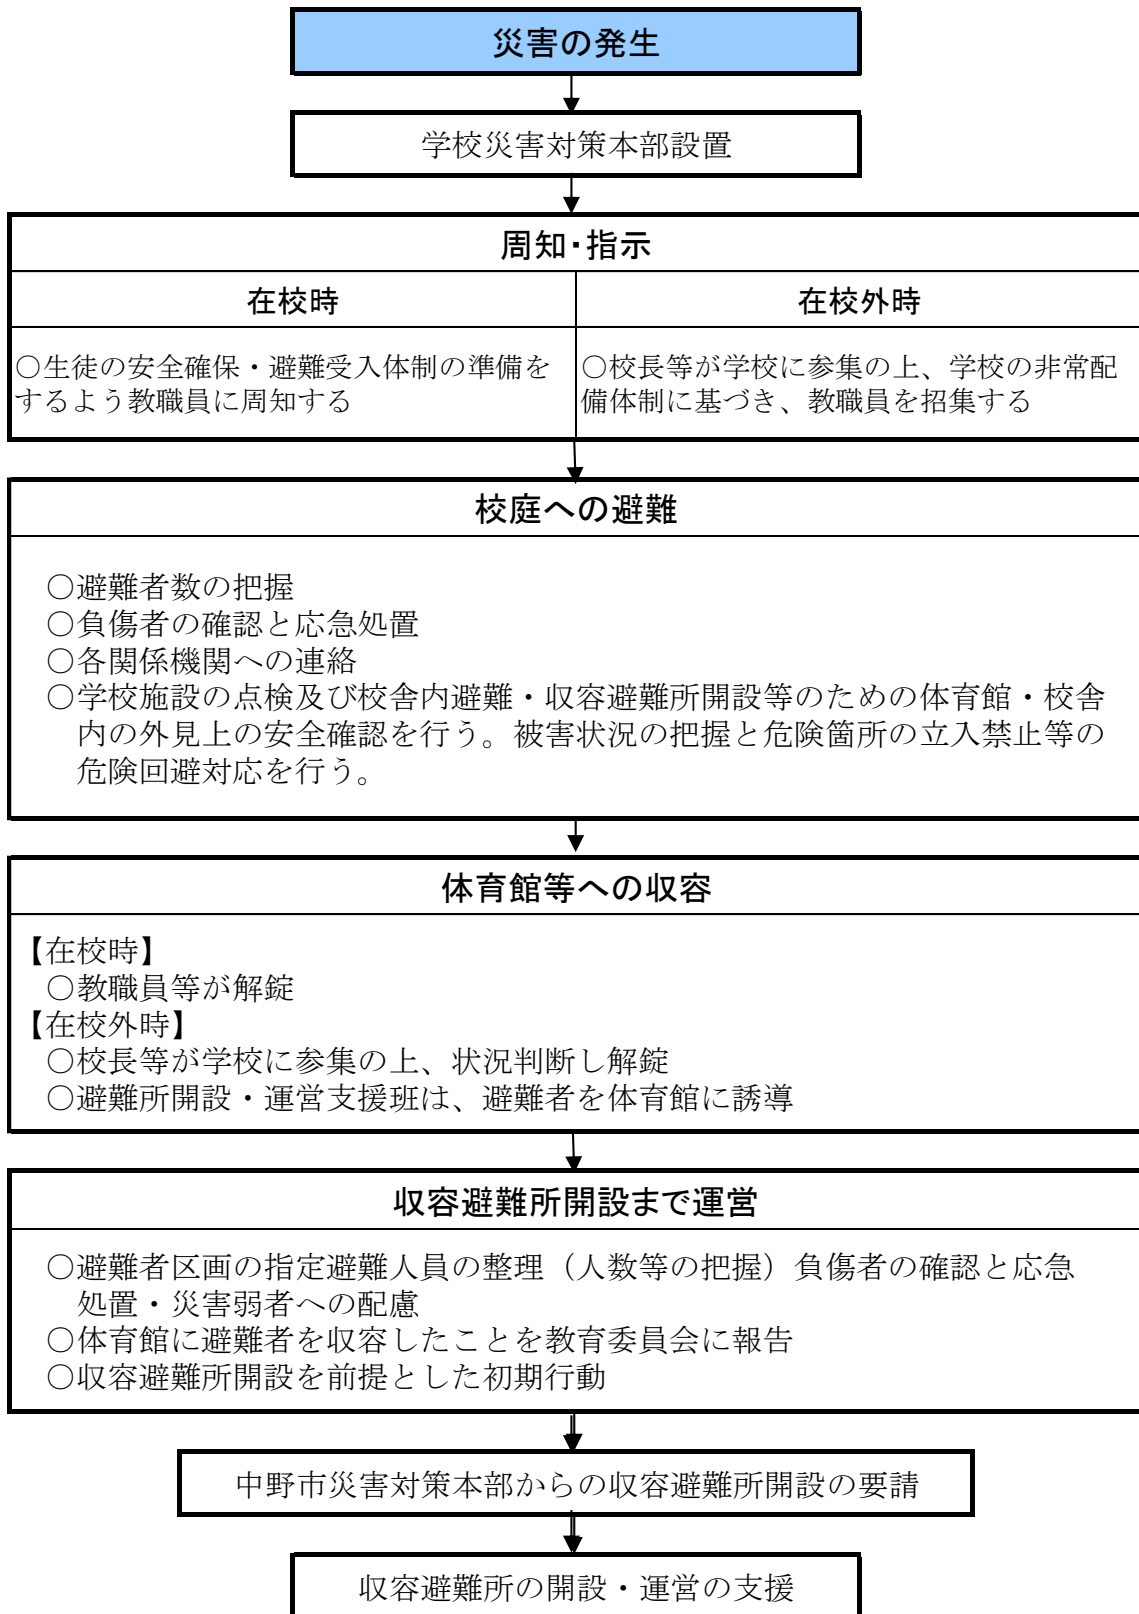 災害の発生
学校災害対策本部設置
周知・指示
在校時
在校外時
○生徒の安全確保・避難受入体制の準備を
するよう教職員に周知する
○校長等が学校に参集の上、学校の非常配
備体制に基づき、教職員を招集する
校庭への避難
○避難者数の把握
○負傷者の確認と応急処置
○各関係機関への連絡
○学校施設の点検及び校舎内避難・収容避難所開設等のための体育館・校舎
内の外見上の安全確認を行う。被害状況の把握と危険箇所の立入禁止等の
危険回避対応を行う。
体育館等への収容
【在校時】
○教職員等が解錠
【在校外時】
○校長等が学校に参集の上、状況判断し解錠
○避難所開設・運営支援班は、避難者を体育館に誘導
収容避難所開設まで運営
○避難者区画の指定避難人員の整理（人数等の把握）負傷者の確認と応急
処置・災害弱者への配慮
○体育館に避難者を収容したことを教育委員会に報告
○収容避難所開設を前提とした初期行動
中野市災害対策本部からの収容避難所開設の要請
収容避難所の開設・運営の支援